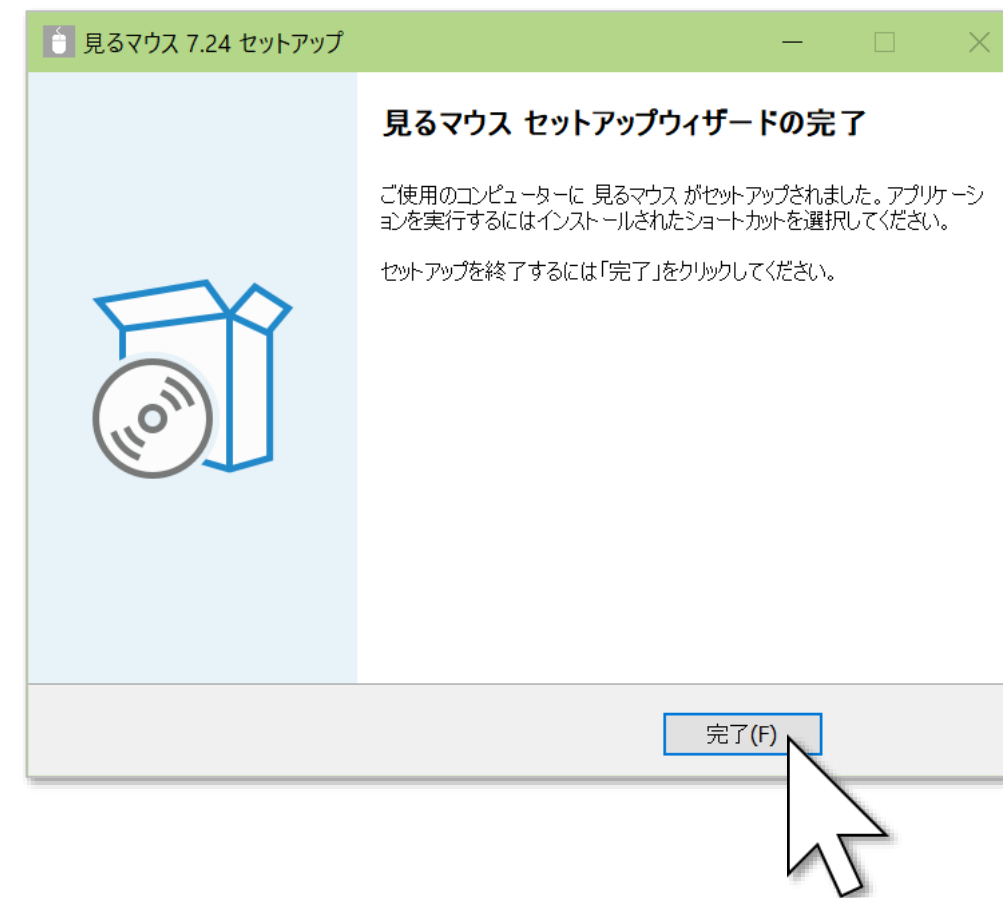 見るマウス 7.24 セットアップ
見るマウス セットアップウィザードの完了
ご使用のコンピューターに 見るマウス がセットアップされました。アプリケーシ
ョンを実行するにはインストールされたショートカットを選択してください。
セットアップを終了するには「完了」をクリックしてください。
完了(F)